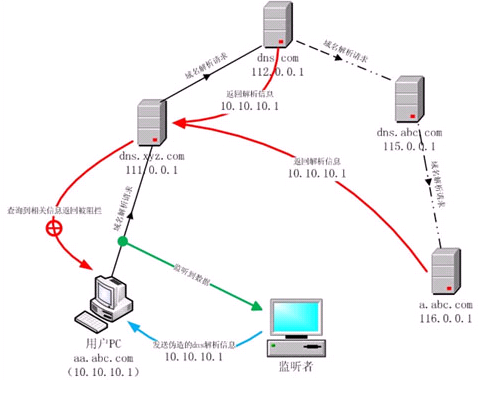 dns.com
112.0.0.1
域名解析请求
域名解析请求
返回解析信息
10.10.10.1
dns.abc.com
115.0.0.1
dns.xyz.com
111.0.0.1
返回解析信息
10.10.10.1
域名解析请求
查询到相关信息返回被阻拦
域名解析请求
监听到数据
a.abc.com
116.0.0.1
用户PC
aa.abc.com
（10.10.10.1）
发送伪造的dns解析信息
10.10.10.1
监听者